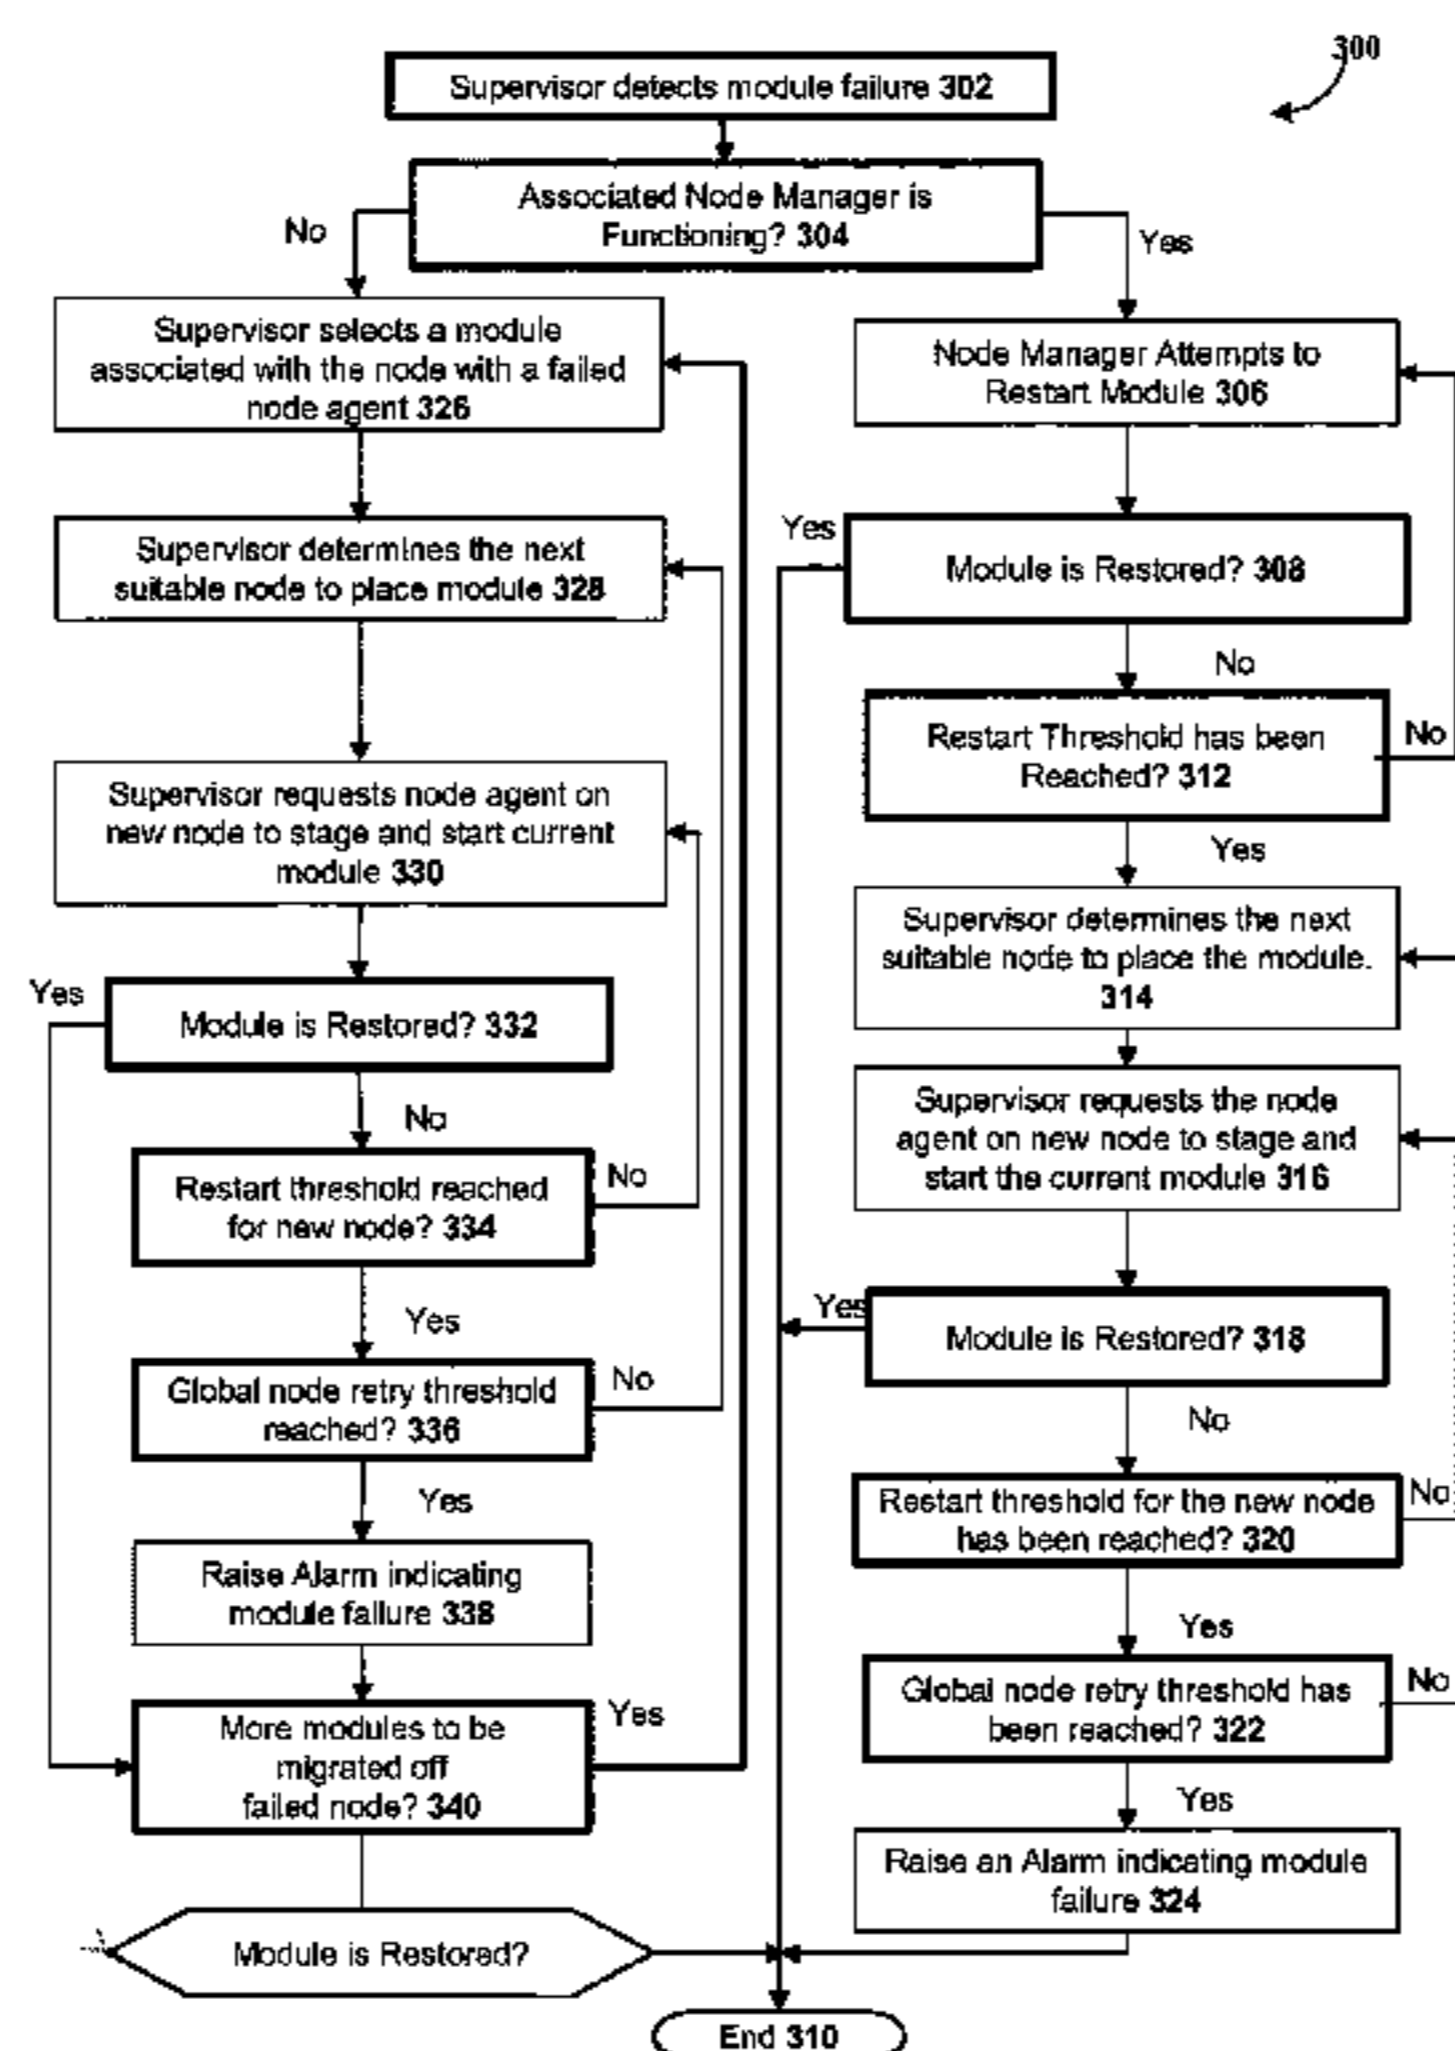 300
Supervisor detects module failure 302
Associated Node Manager is
Functioning? 304
No
Yes
Supervisor selects a module
associated with the node with a failed
node agent 326
Supervisor determines the next
suitable node to place module 328
Supervisor requests node agent on
new node to stage and start current
module 330
Yes
Module is Restored? 332
No
Restart threshold reached
for new node? 334
No
Yes
Global node retry threshold
reached? 336
No
Yes
Raise Alarm indicating
module failure 338
More modules to be
migrated off
failed node? 340
Yes
Module is Restored?
Node Manager Attempts to
Restart Module 306
Yes
Module is Restored? 308
No
Restart Threshold has been
Reached? 312
No
Yes
Supervisor determines the next
suitable node to place the module.
314
Supervisor requests the node
agent on new node to stage and
start the current module 316
Yes
Module is Restored? 318
No
Restart threshold for the new node
has been reached? 320
No
Yes
Global node retry threshold has
been reached? 322
No
Yes
Raise an Alarm indicating module
failure 324
End 310